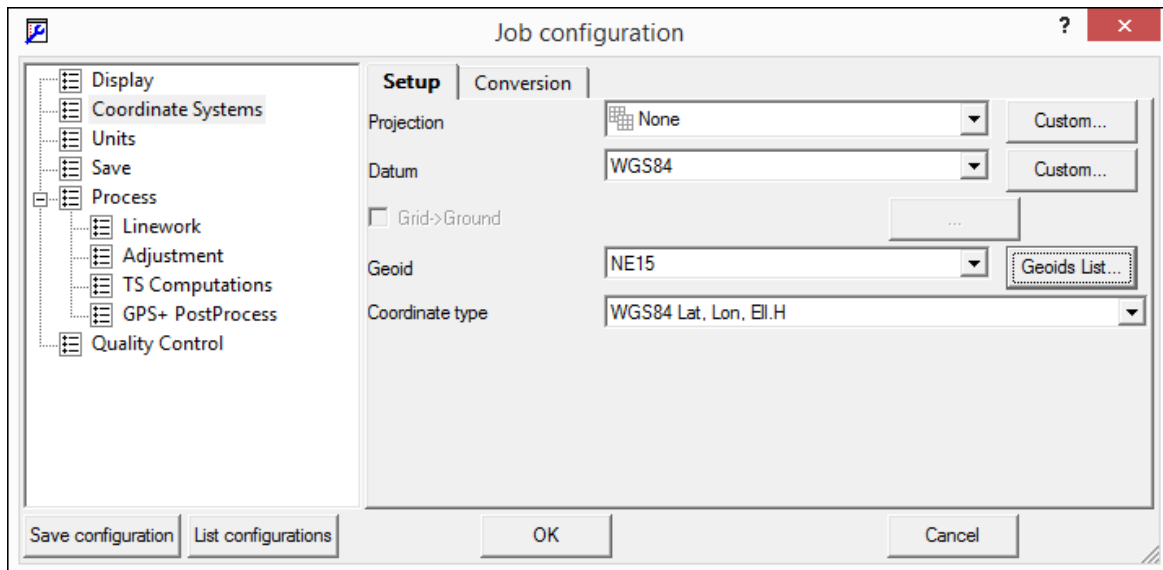 Job configuration
?
Display
Coordinate Systems
Units
Save
Process
Linework
Adjustment
TS Computations
GPS+ PostProcess
Quality Control
Setup
Conversion
Projection
None
Custom...
Datum
WGS84
Custom...
Grid->Ground
...
Geoid
NE15
Geoids List...
Coordinate type
WGS84 Lat, Lon, Ell.H
Save configuration
List configurations
OK
Cancel